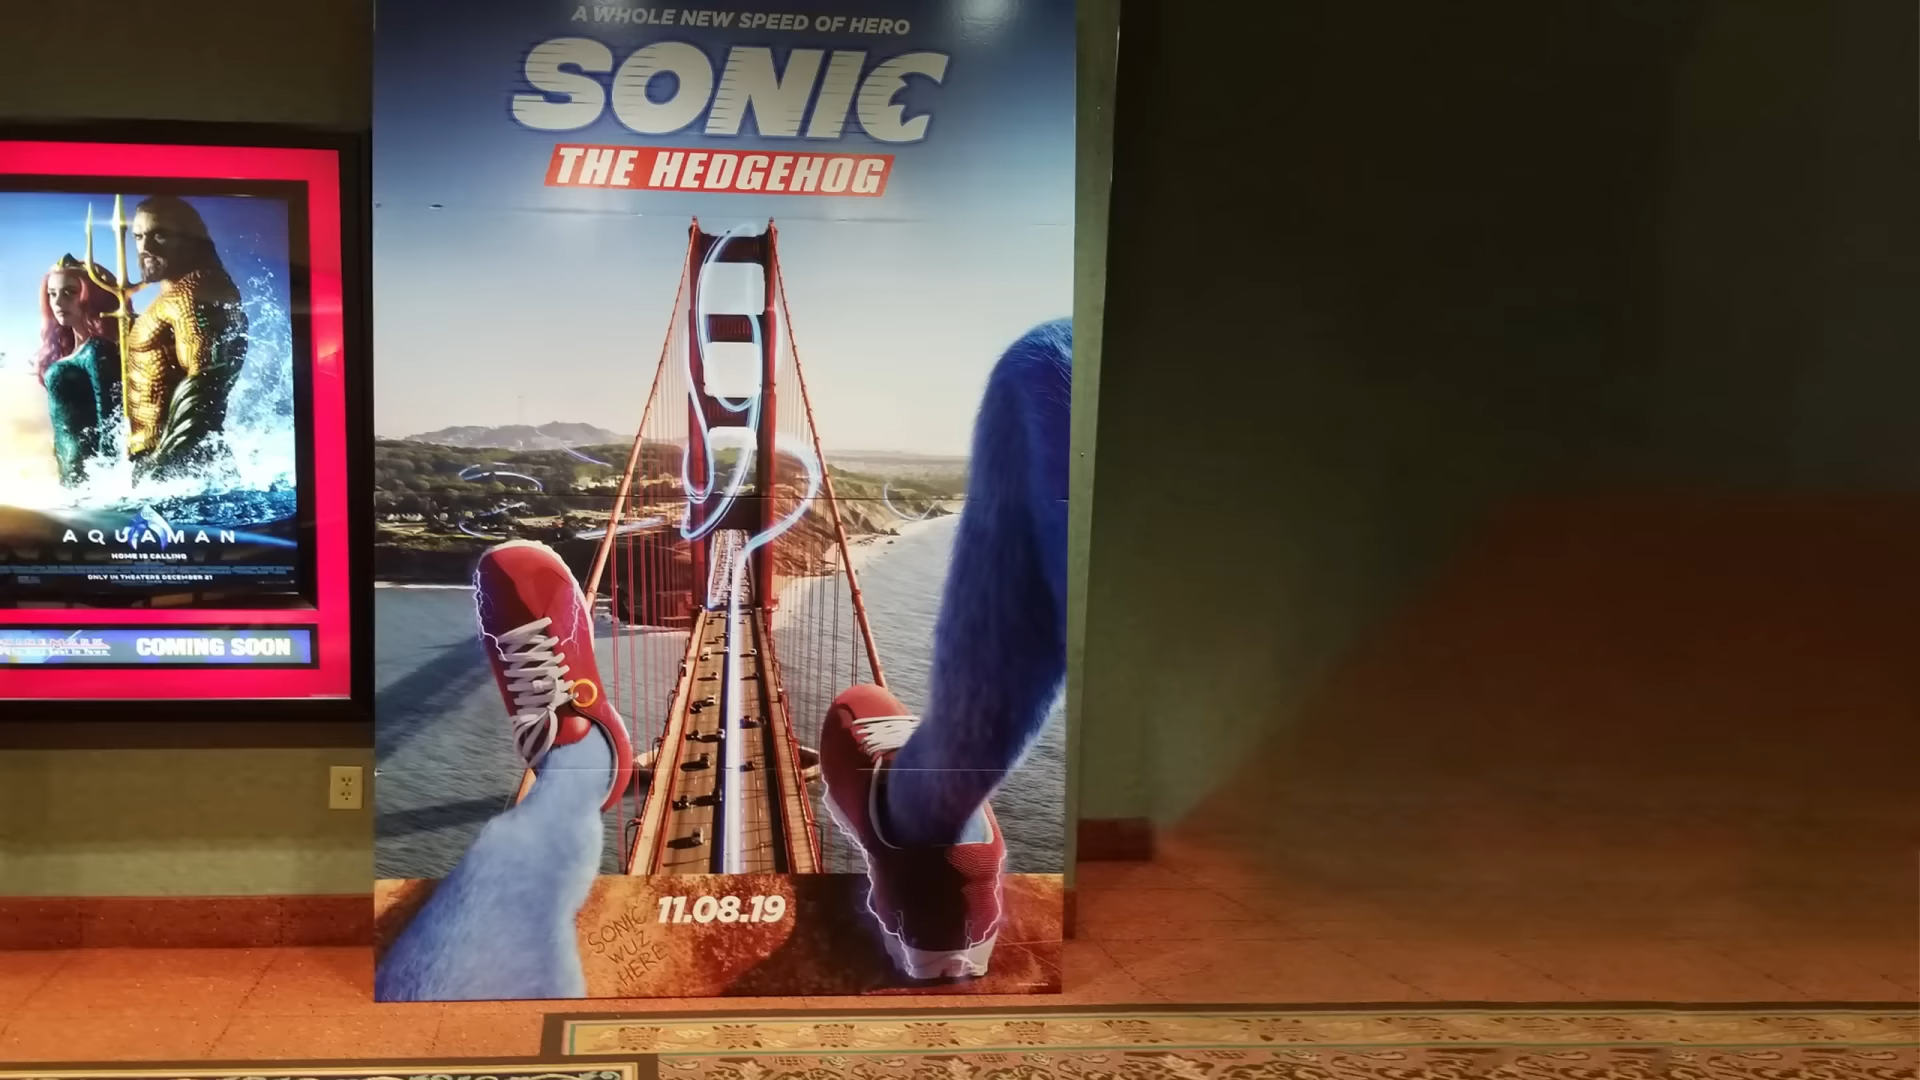 A WHOLE NEW SPEED OF HERO
SONIC
THE HEDGEHOG
AQUAMAN
HOME IS CALLING
ONLY IN THEATERS DECEMBER 21
CINEMARK
COMING SOON
11.08.19
SONIC
WUZ
HERE